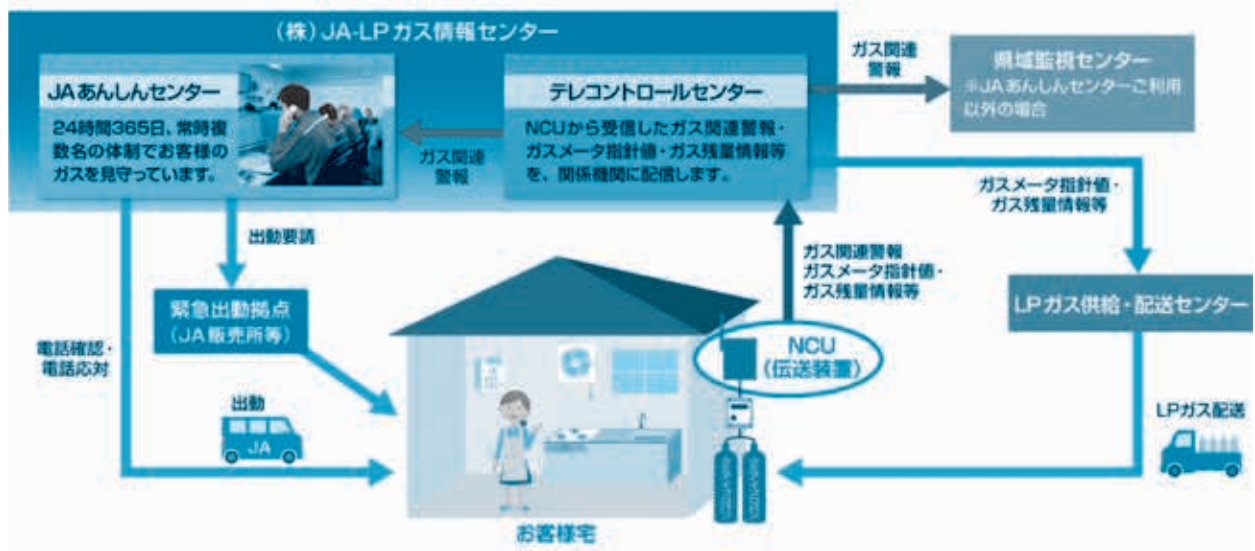 (株)JA-LPガス情報センター
JAあんしんセンター
24時間365日、常時複
数名の体制でお客様の
ガスを見守っています。
ガス関連
警報
テレコントロールセンター
NCUから受信したガス関連警報・
ガスメータ指針値・ガス残量情報等
を、関係機関に配信します。
ガス関連
警報
県域監視センター
※JAあんしんセンターご利用
以外の場合
出動要請
緊急出動拠点
(JA販売所等)
電話確認・
電話応対
出動
JA
ガス関連警報
ガスメータ指針値・
ガス残量情報等
NCU
(伝送装置)
お客様宅
ガスメータ指針値・
ガス残量情報等
LPガス供給・配送センター
LPガス配送